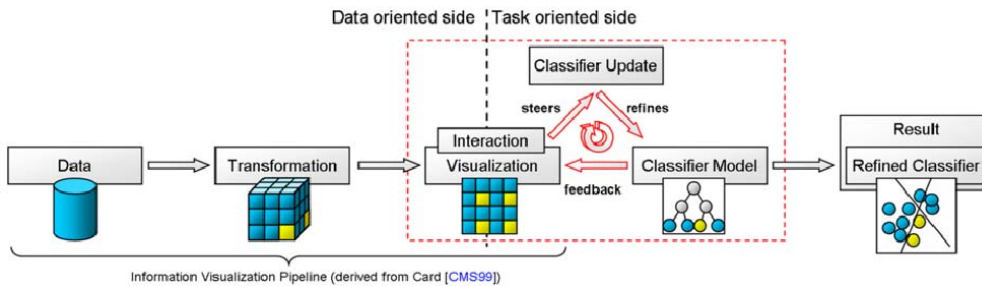 Data oriented side
Task oriented side
Classifier Update
steers
refines
Interaction
Visualization
Data
Transformation
feedback
Classifier Model
Result
Refined Classifier
Information Visualization Pipeline (derived from Card [CMS99])